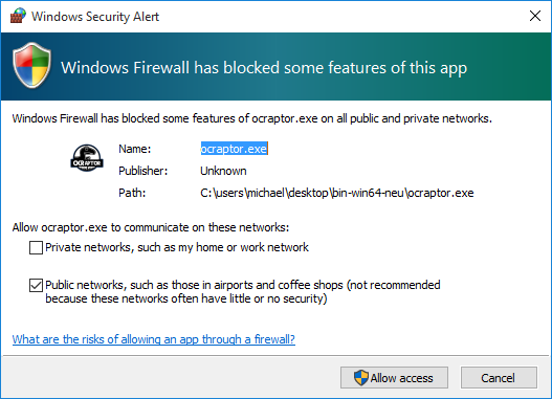 Windows Security Alert
Windows Firewall has blocked some features of this app
Windows Firewall has blocked some features of ocraptor.exe on all public and private networks.
OCRAPTOR
Name: ocraptor.exe
Publisher: Unknown
Path: C:\users\michael\desktop\bin-win64-neu\ocraptor.exe
Allow ocraptor.exe to communicate on these networks:
Private networks, such as my home or work network
Public networks, such as those in airports and coffee shops (not recommended
because these networks often have little or no security)
What are the risks of allowing an app through a firewall?
Allow access
Cancel